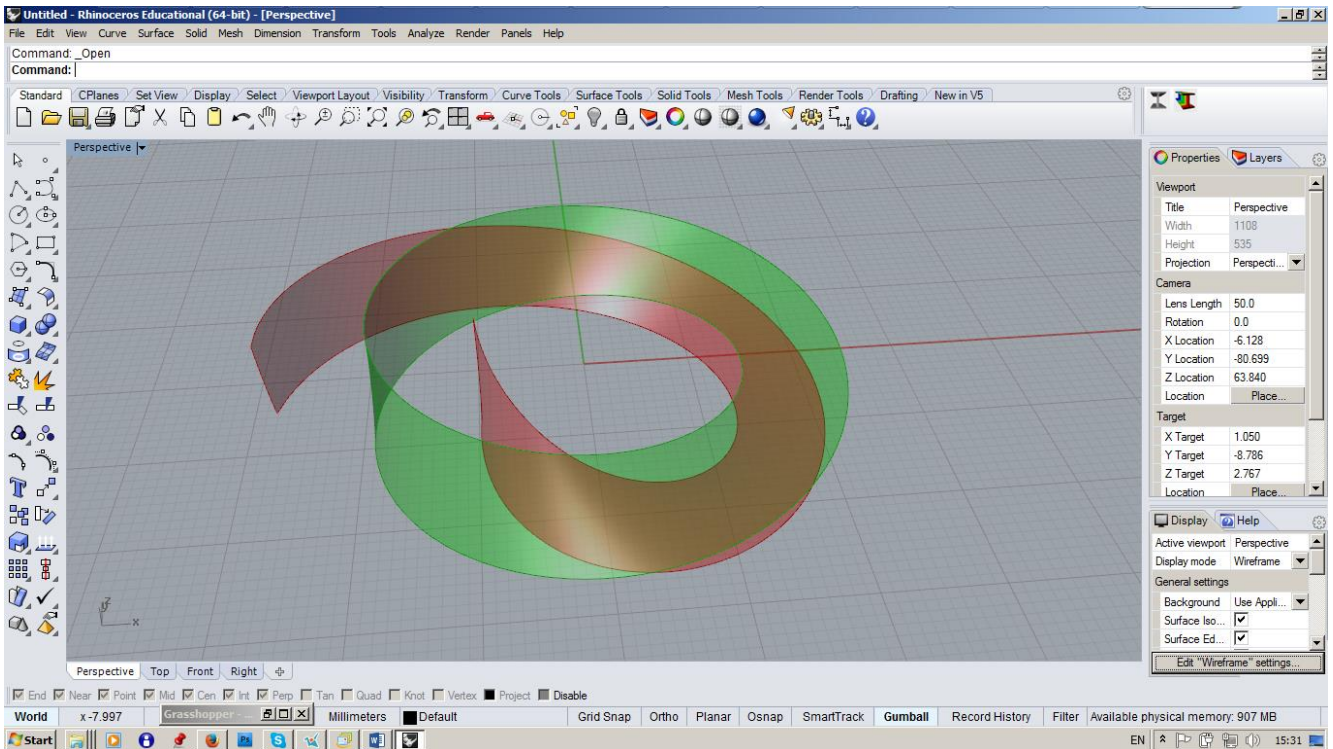 Untitled - Rhinoceros Educational (64-bit) - [Perspective]
File Edit View Curve Surface Solid Mesh Dimension Transform Tools Analyze Render Panels Help
Command: _Open
Command:
Standard CPlanes Set View Display Select Viewport Layout Visibility Transform Curve Tools Surface Tools Solid Tools Mesh Tools Render Tools Drafting New in V5
Perspective
Properties Layers
Viewport
Title Perspective
Width 1108
Height 535
Projection Perspecti...
Camera
Lens Length 50.0
Rotation 0.0
X Location -6.128
Y Location -80.699
Z Location 63.840
Location Place...
Target
X Target 1.050
Y Target -8.786
Z Target 2.767
Location Place...
Display Help
Active viewport Perspective
Display mode Wireframe
General settings
Background Use Appli...
Surface Iso...
Surface Ed...
Edit "Wireframe" settings...
z
y
x
Perspective Top Front Right
End Near Point Mid Cen Int Perp Tan Quad Knot Vertex Project Disable
World x -7.997 Grasshopper - ... Millimeters Default Grid Snap Ortho Planar Osnap SmartTrack Gumball Record History Filter Available physical memory: 907 MB
Start EN 15:31